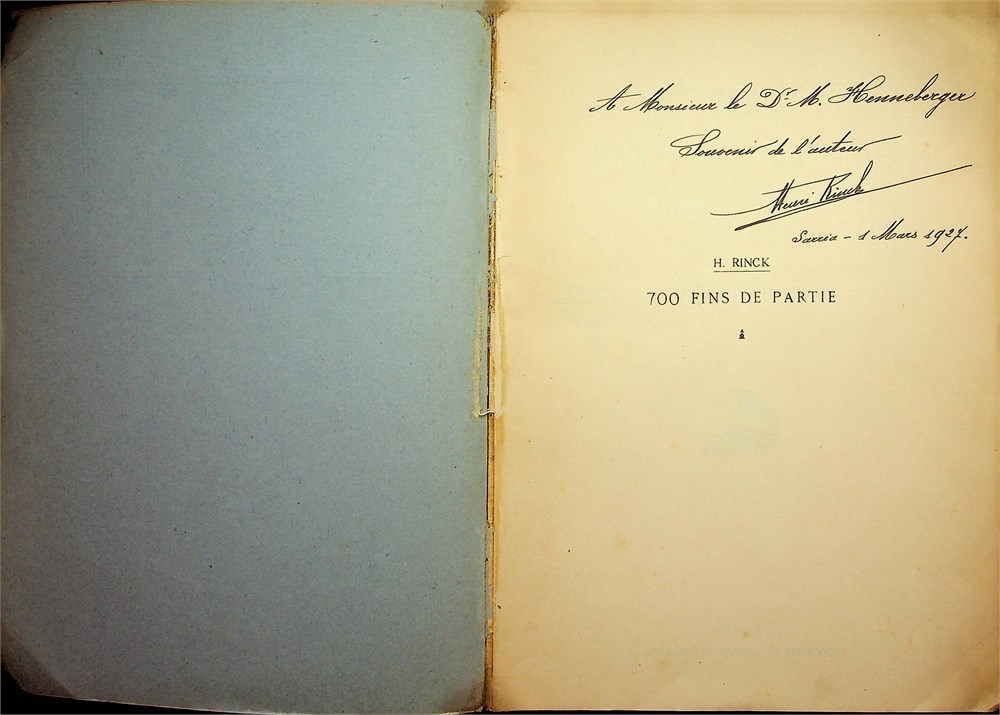 A Monsieur le Dr M. Henneberger
Souvenir de l'auteur
Henri Rinck
Sarria - 1 Mars 1927.
H. RINCK
700 FINS DE PARTIE